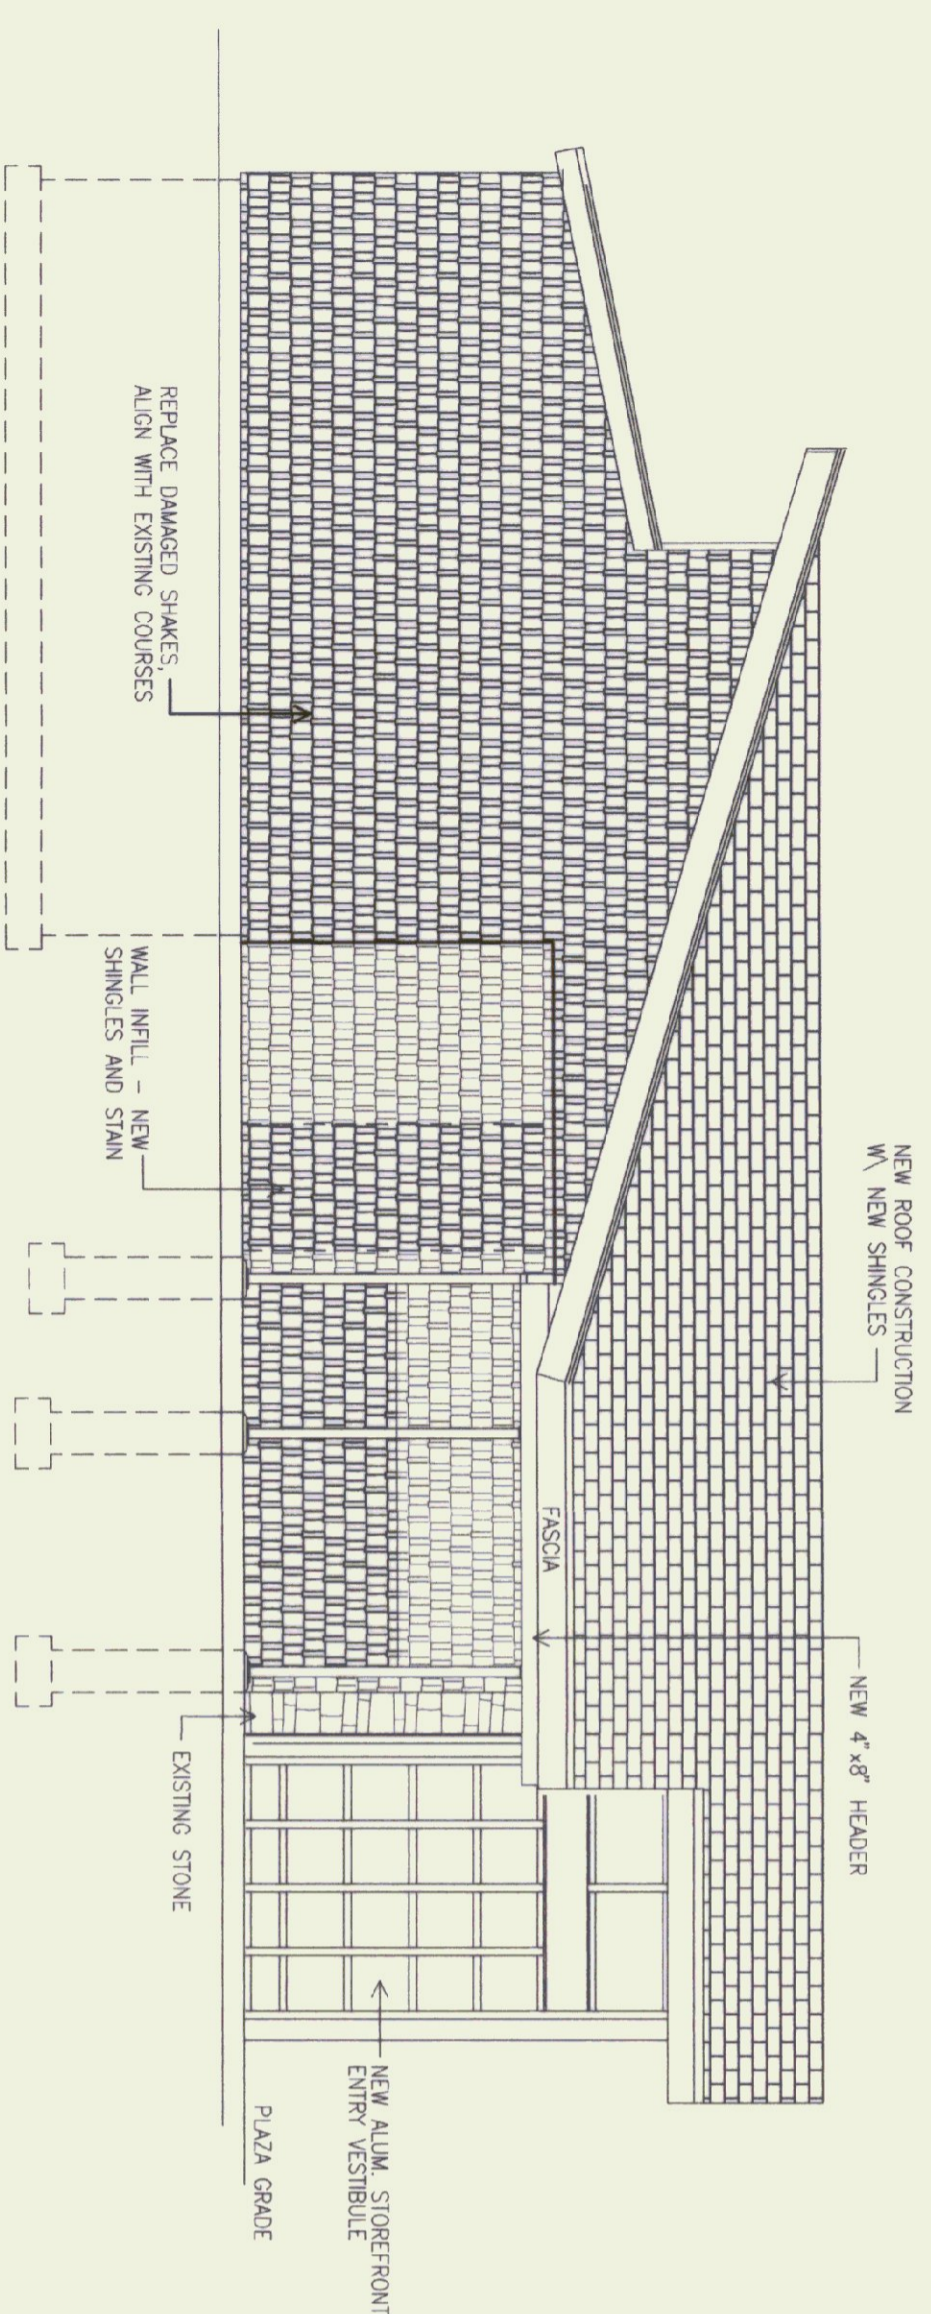 NEW ROOF CONSTRUCTION
W\ NEW SHINGLES
NEW 4"x8" HEADER
FASCIA
REPLACE DAMAGED SHAKES,
ALIGN WITH EXISTING COURSES
WALL INFILL - NEW
SHINGLES AND STAIN
EXISTING STONE
NEW ALUM. STOREFRONT
ENTRY VESTIBULE
PLAZA GRADE